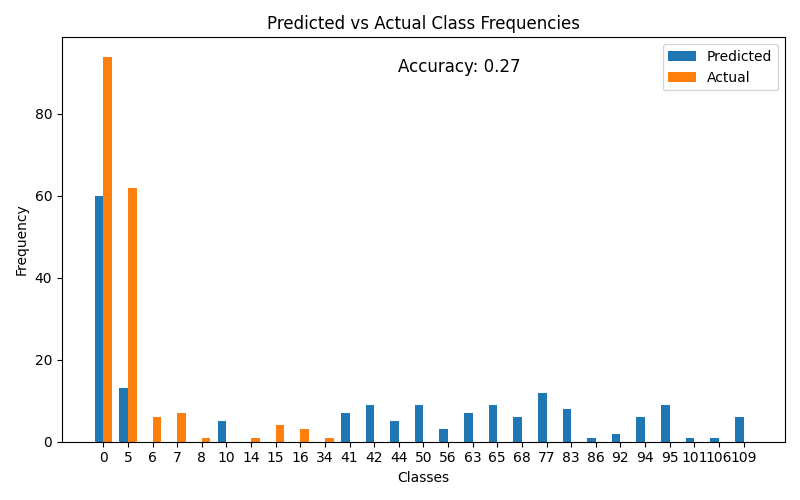 Predicted vs Actual Class Frequencies
Accuracy: 0.27
Predicted
Actual
Frequency
80
60
40
20
0
0 5 6 7 8 10 14 15 16 34 41 42 44 50 56 63 65 68 77 83 86 92 94 95 101 106 109
Classes